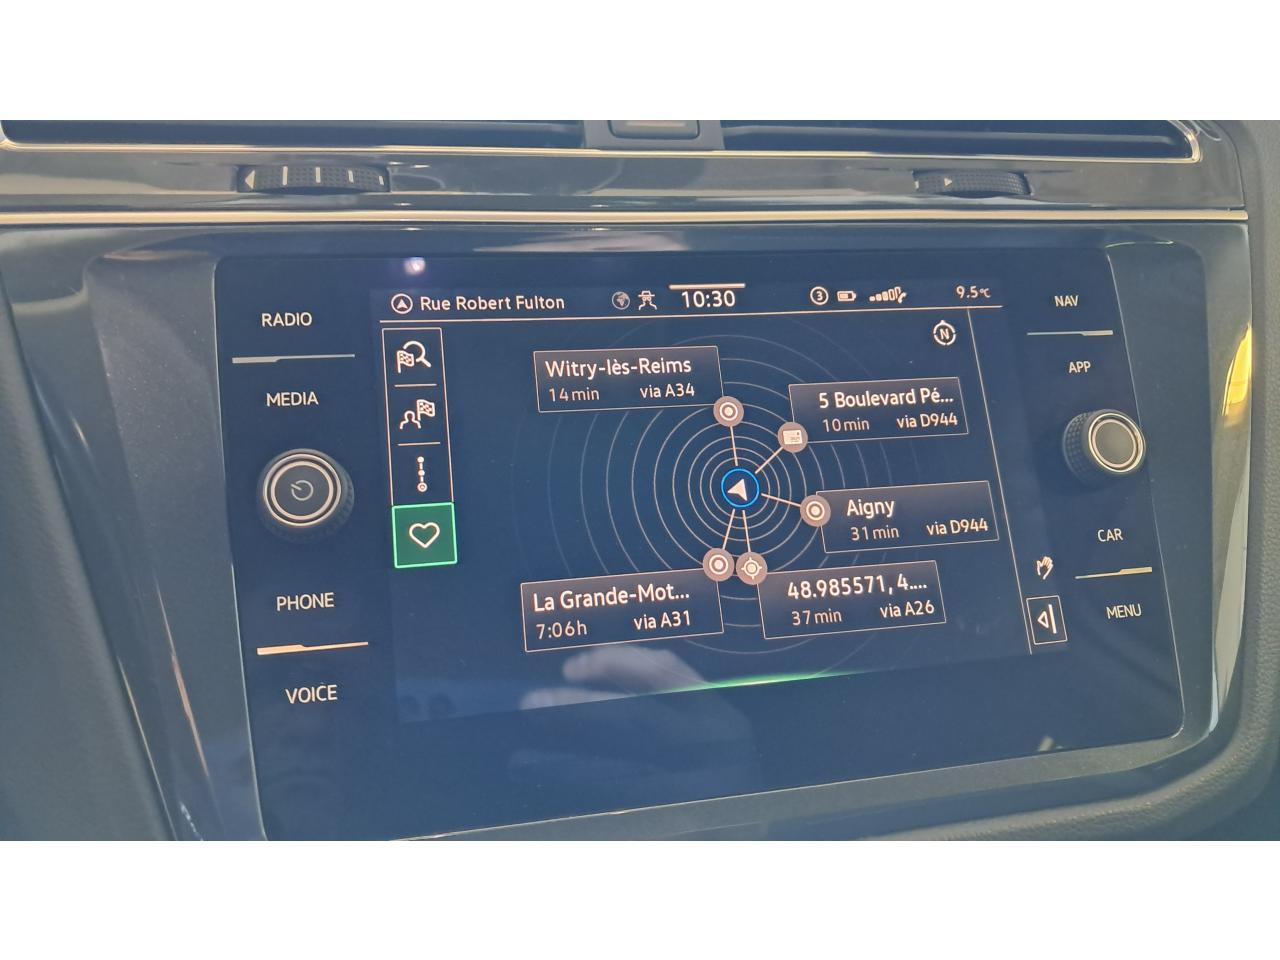 RADIO
MEDIA
PHONE
VOICE
Rue Robert Fulton
10:30
3
9.5°C
N
Witry-lès-Reims
14 min via A34
5 Boulevard Pé...
10 min via D944
Aigny
31 min via D944
La Grande-Mot...
7:06h via A31
48.985571, 4....
37 min via A26
NAV
APP
CAR
MENU